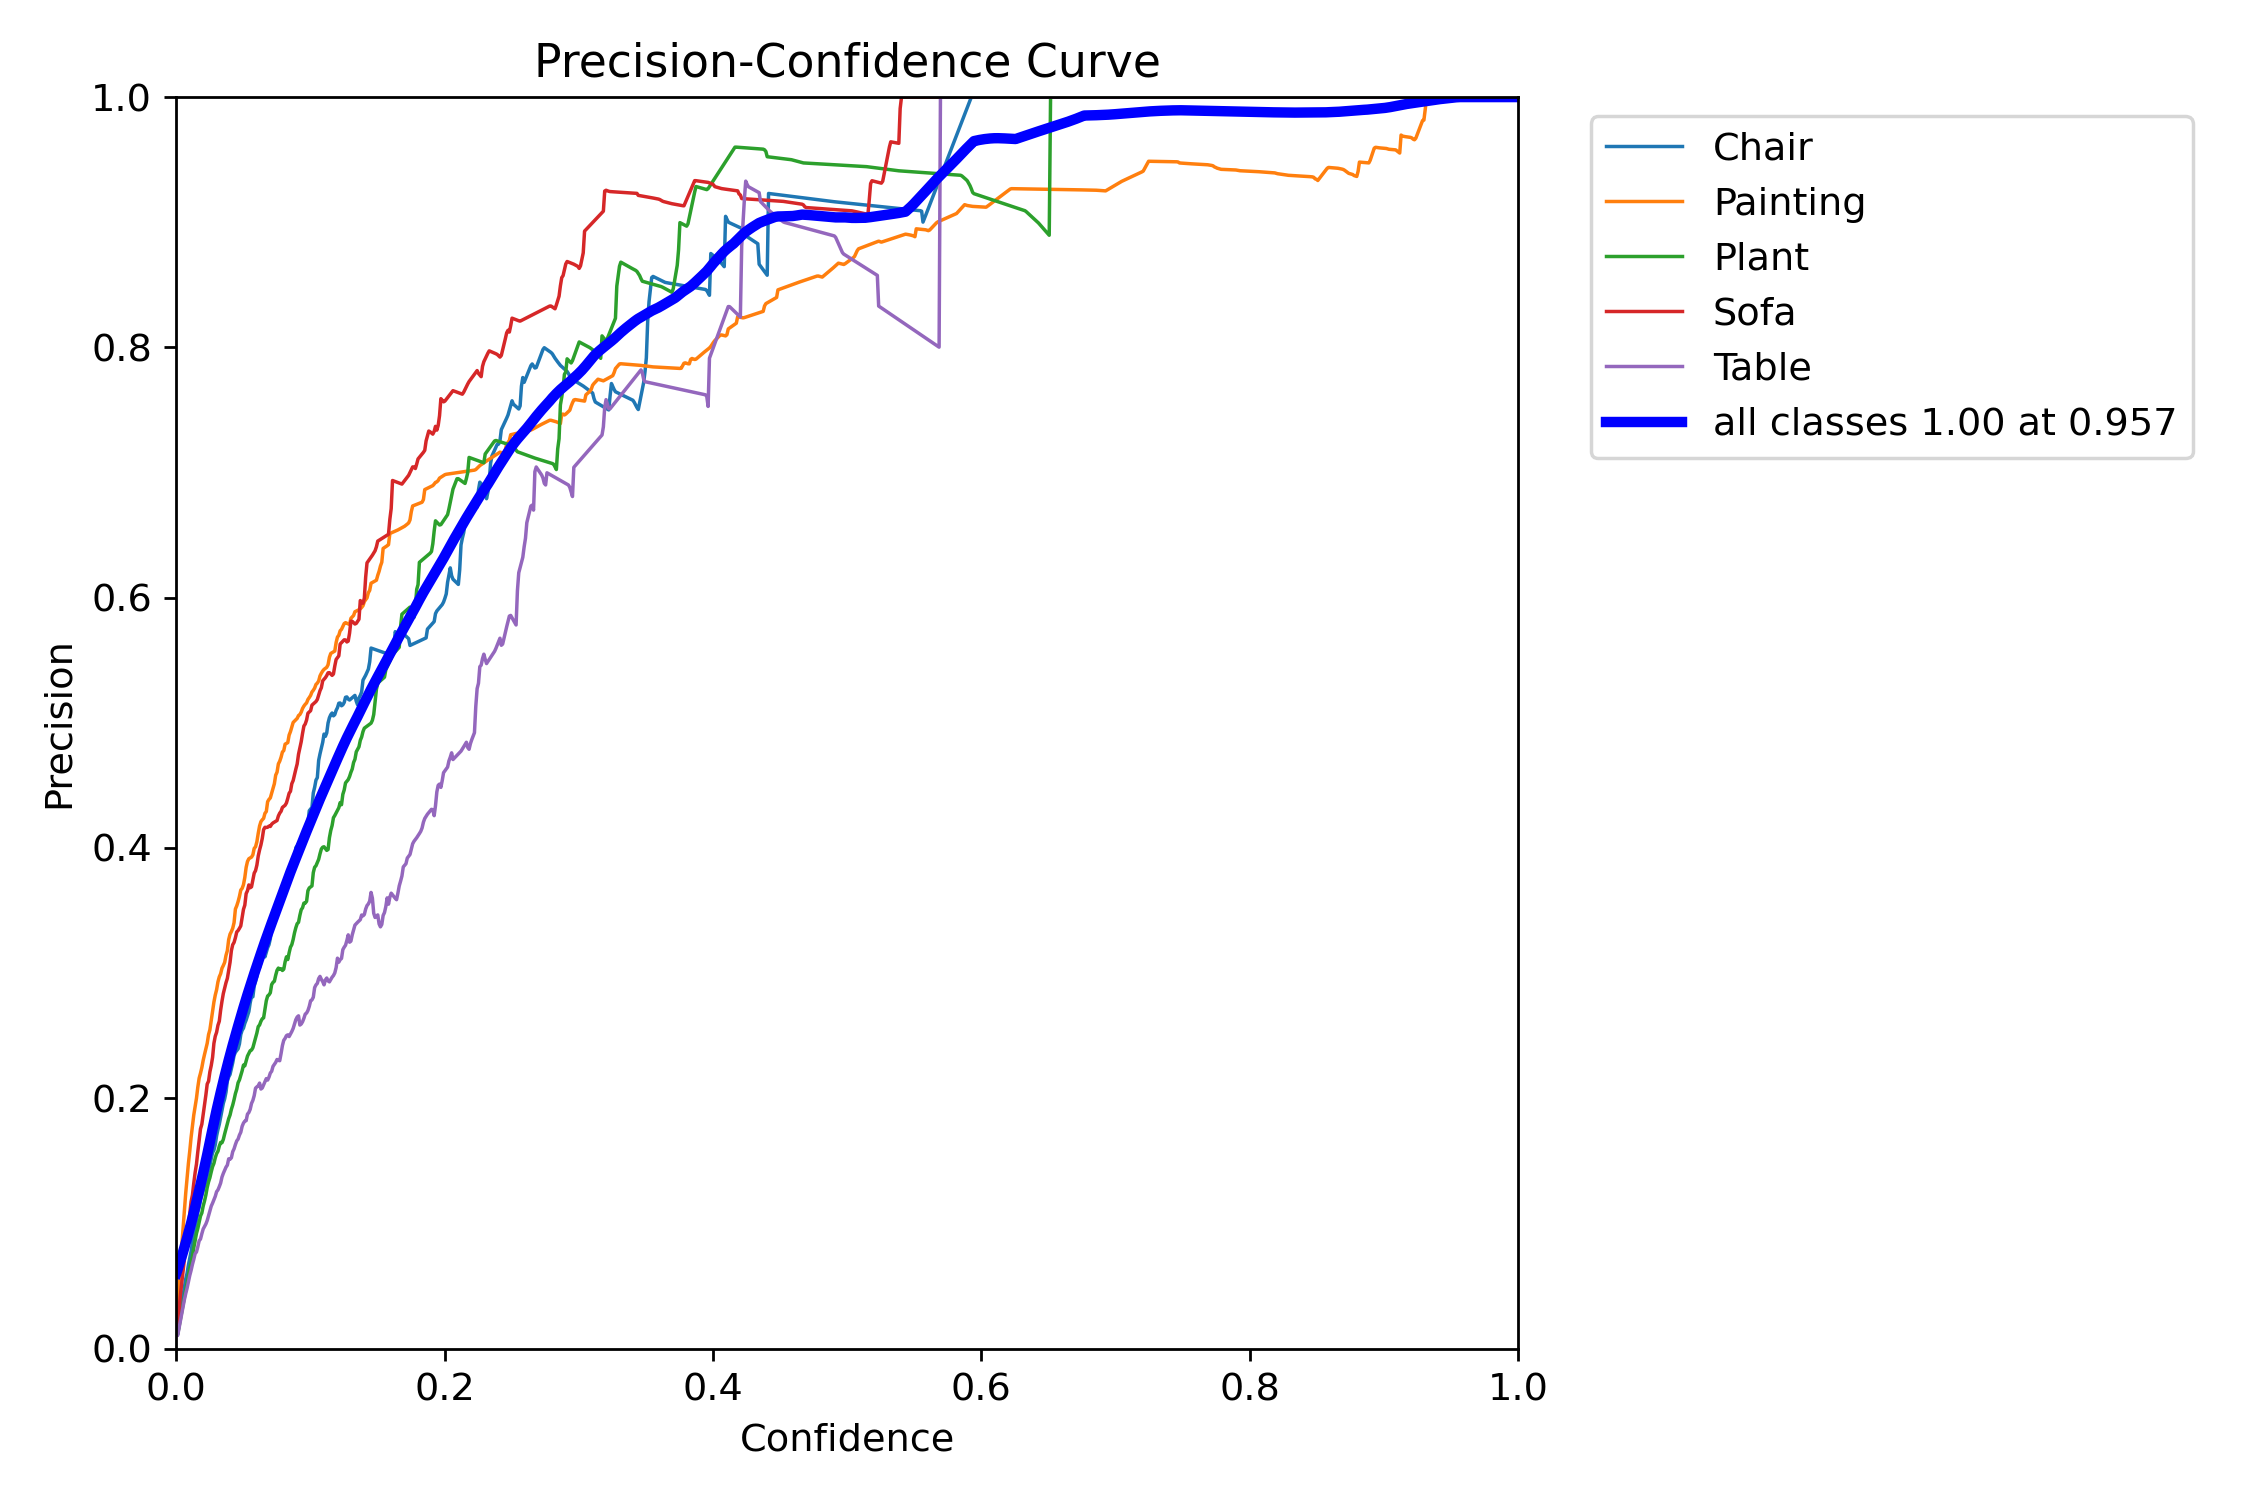 Precision-Confidence Curve
1.0
0.8
0.6
0.4
0.2
0.0
Precision
0.0 0.2 0.4 0.6 0.8 1.0
Confidence
Chair
Painting
Plant
Sofa
Table
all classes 1.00 at 0.957